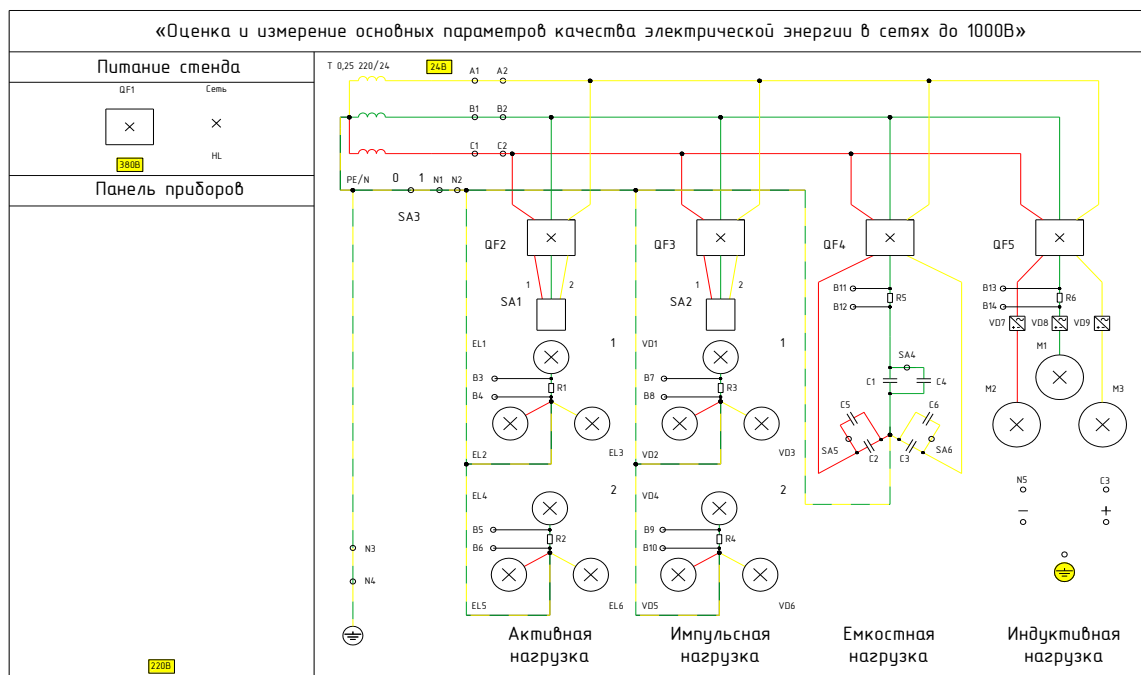 «Оценка и измерение основных параметров качества электрической энергии в сетях до 1000В»
Питание стенда
QF1 Сеть
380В HL
Панель приборов
220В
T 0,25 220/24 24В A1 A2
B1 B2
C1 C2
PE/N 0 1 N1 N2
SA3
QF2 QF3 QF4 QF5
1 2 1 2
SA1 SA2
B11 R5 B13 R6
B12 B14
VD7 VD8 VD9
M1
EL1 1 VD1 1
SA4
B3 R1 B7 R3 C1 C4
B4 B8 M2 M3
C5 C6
SA5 C2 C3 SA6
EL2 EL3 VD2 VD3
N5 C3
EL4 2 VD4 2
− +
B5 R2 B9 R4
B6 B10
N3
N4
EL5 EL6 VD5 VD6
Активная нагрузка
Импульсная нагрузка
Емкостная нагрузка
Индуктивная нагрузка